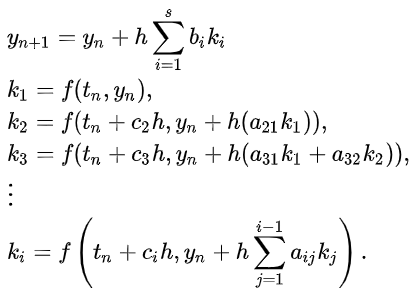 y_{n+1} = y_n + h \sum_{i=1}^{s} b_i k_i
k_1 = f(t_n, y_n),
k_2 = f(t_n + c_2 h, y_n + h(a_{21} k_1)),
k_3 = f(t_n + c_3 h, y_n + h(a_{31} k_1 + a_{32} k_2)),
⋮
k_i = f \left( t_n + c_i h, y_n + h \sum_{j=1}^{i-1} a_{ij} k_j \right).